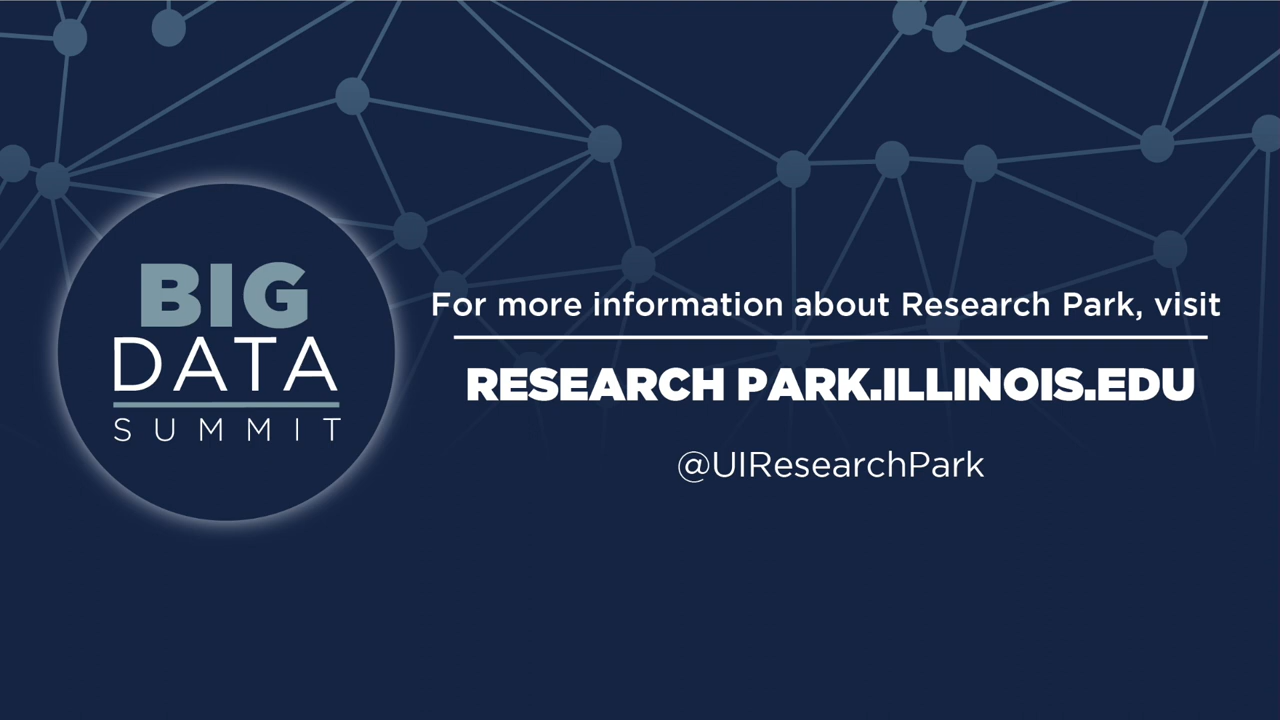 BIG
DATA
SUMMIT
For more information about Research Park, visit
RESEARCH PARK.ILLINOIS.EDU
@UIResearchPark